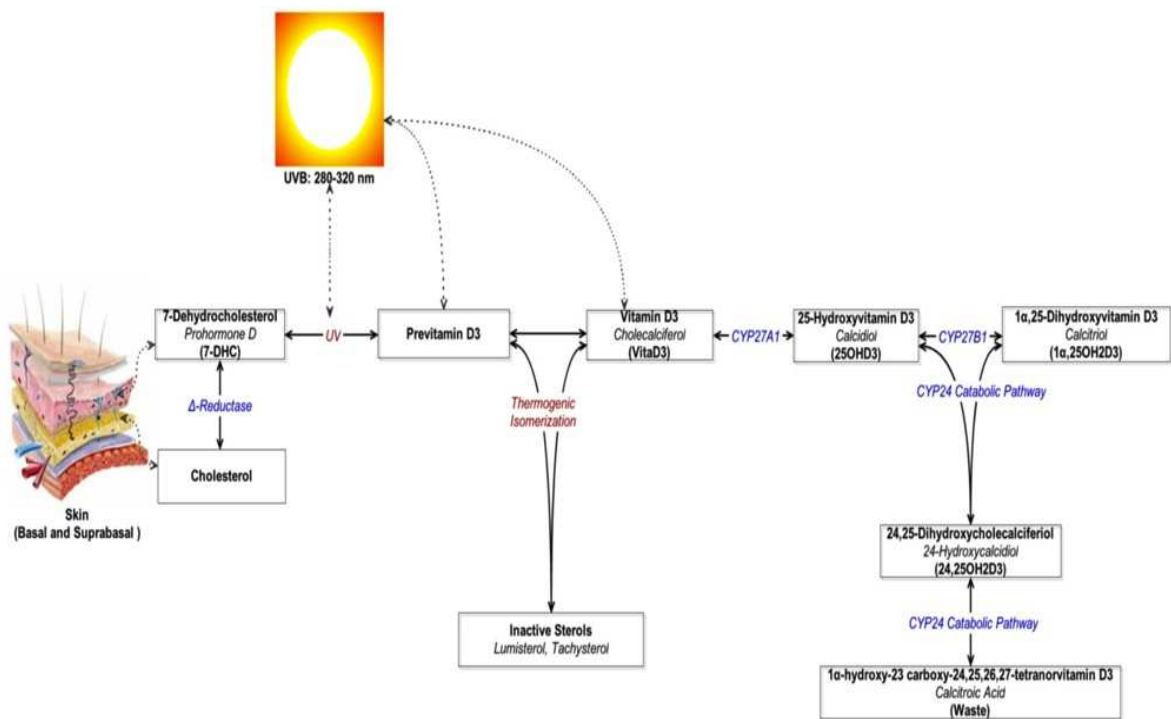 UVB: 280-320 nm
7-Dehydrocholesterol
Prohormone D
(7-DHC)
UV
Previtamin D3
Vitamin D3
Cholecalciferol
(VitaD3)
CYP27A1
25-Hydroxyvitamin D3
Calcidiol
(25OHD3)
CYP27B1
1α,25-Dihydroxyvitamin D3
Calcitriol
(1α,25OH2D3)
Δ-Reductase
Thermogenic
Isomerization
CYP24 Catabolic Pathway
Cholesterol
Skin
(Basal and Suprabasal )
24,25-Dihydroxycholecalciferiol
24-Hydroxycalcidiol
(24,25OH2D3)
Inactive Sterols
Lumisterol, Tachysterol
CYP24 Catabolic Pathway
1α-hydroxy-23 carboxy-24,25,26,27-tetranorvitamin D3
Calcitroic Acid
(Waste)